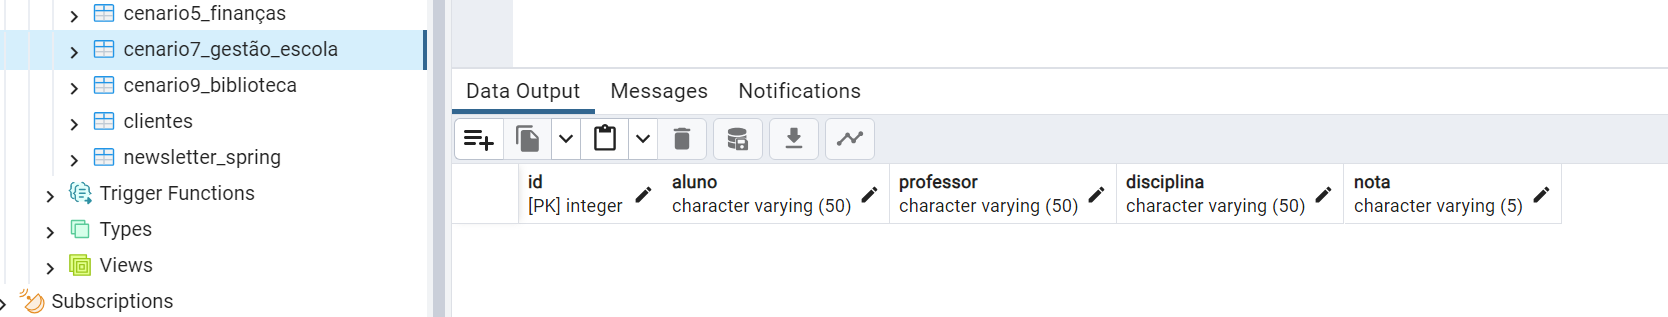 cenario5_finanças
cenario7_gestão_escola
cenario9_biblioteca
clientes
newsletter_spring
Trigger Functions
Types
Views
Subscriptions
Data Output Messages Notifications
id aluno professor disciplina nota
[PK] integer character varying (50) character varying (50) character varying (50) character varying (5)